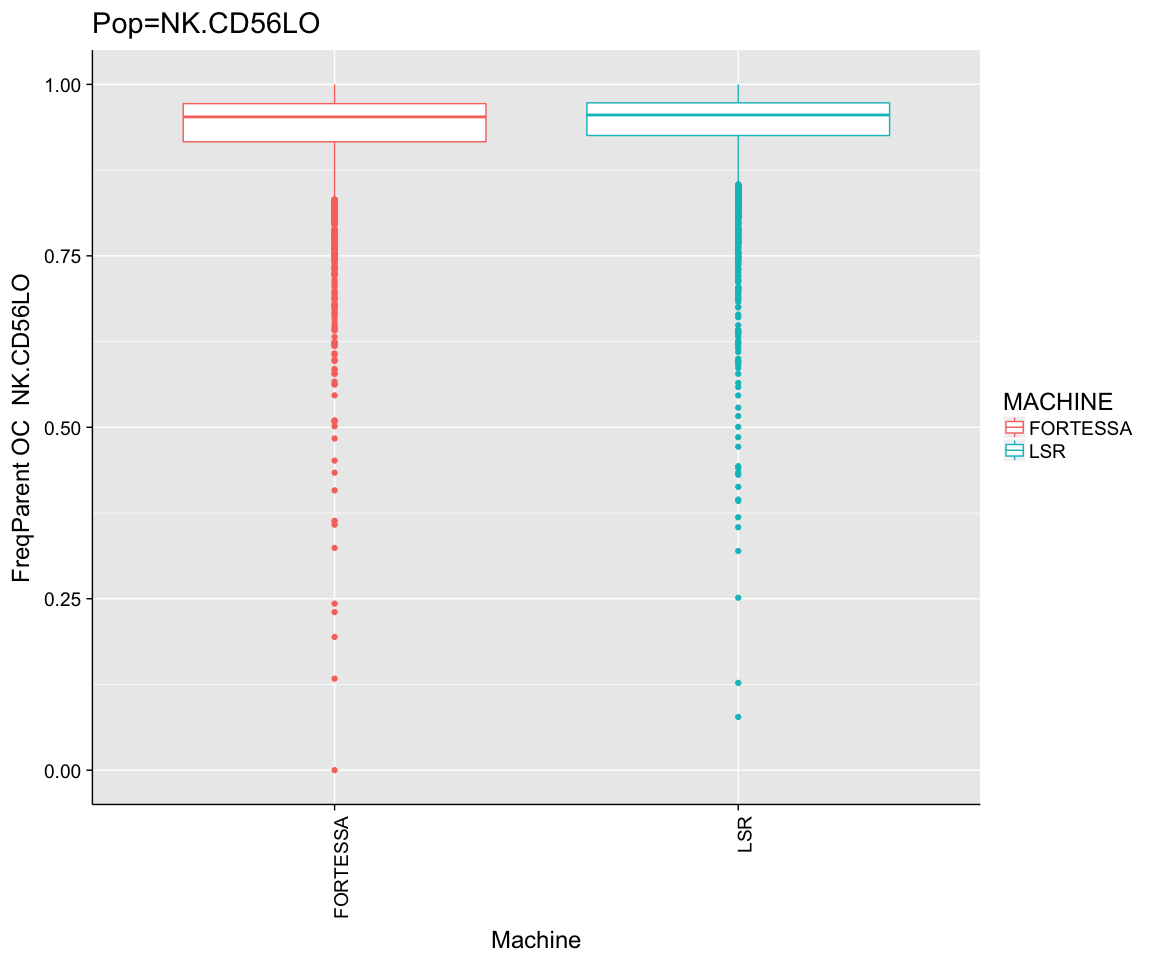 Pop=NK.CD56LO
FreqParent OC  NK.CD56LO
1.00
0.75
0.50
0.25
0.00
FORTESSA
LSR
Machine
MACHINE
FORTESSA
LSR